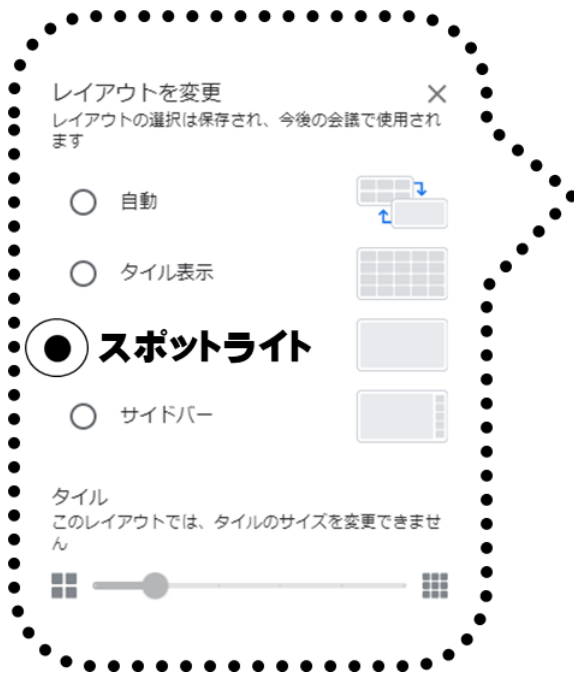 レイアウトを変更
レイアウトの選択は保存され、今後の会議で使用され
ます
自動
タイル表示
スポットライト
サイドバー
タイル
このレイアウトでは、タイルのサイズを変更できませ
ん